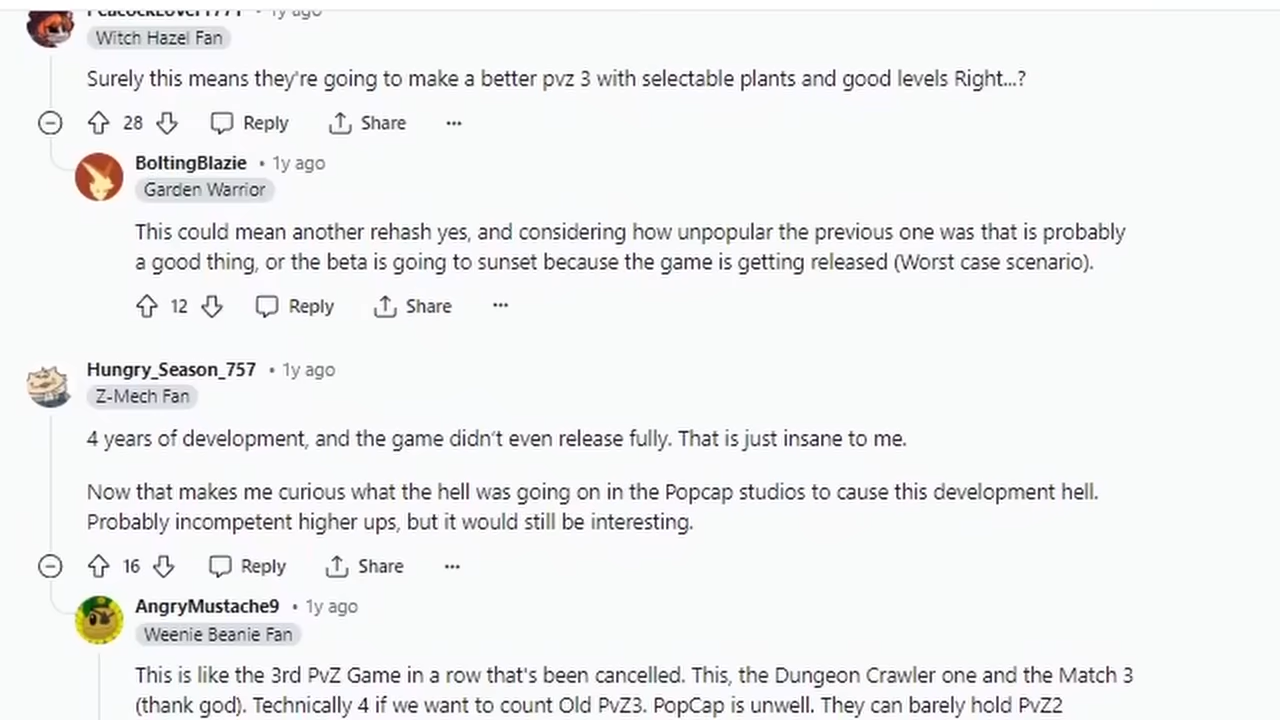 1y ago
Witch Hazel Fan
Surely this means they're going to make a better pvz 3 with selectable plants and good levels Right...?
28 Reply Share ...
BoltingBlazie • 1y ago
Garden Warrior
This could mean another rehash yes, and considering how unpopular the previous one was that is probably
a good thing, or the beta is going to sunset because the game is getting released (Worst case scenario).
12 Reply Share ...
Hungry_Season_757 • 1y ago
Z-Mech Fan
4 years of development, and the game didn't even release fully. That is just insane to me.
Now that makes me curious what the hell was going on in the Popcap studios to cause this development hell.
Probably incompetent higher ups, but it would still be interesting.
16 Reply Share ...
AngryMustache9 • 1y ago
Weenie Beanie Fan
This is like the 3rd PvZ Game in a row that's been cancelled. This, the Dungeon Crawler one and the Match 3
(thank god). Technically 4 if we want to count Old PvZ3. PopCap is unwell. They can barely hold PvZ2